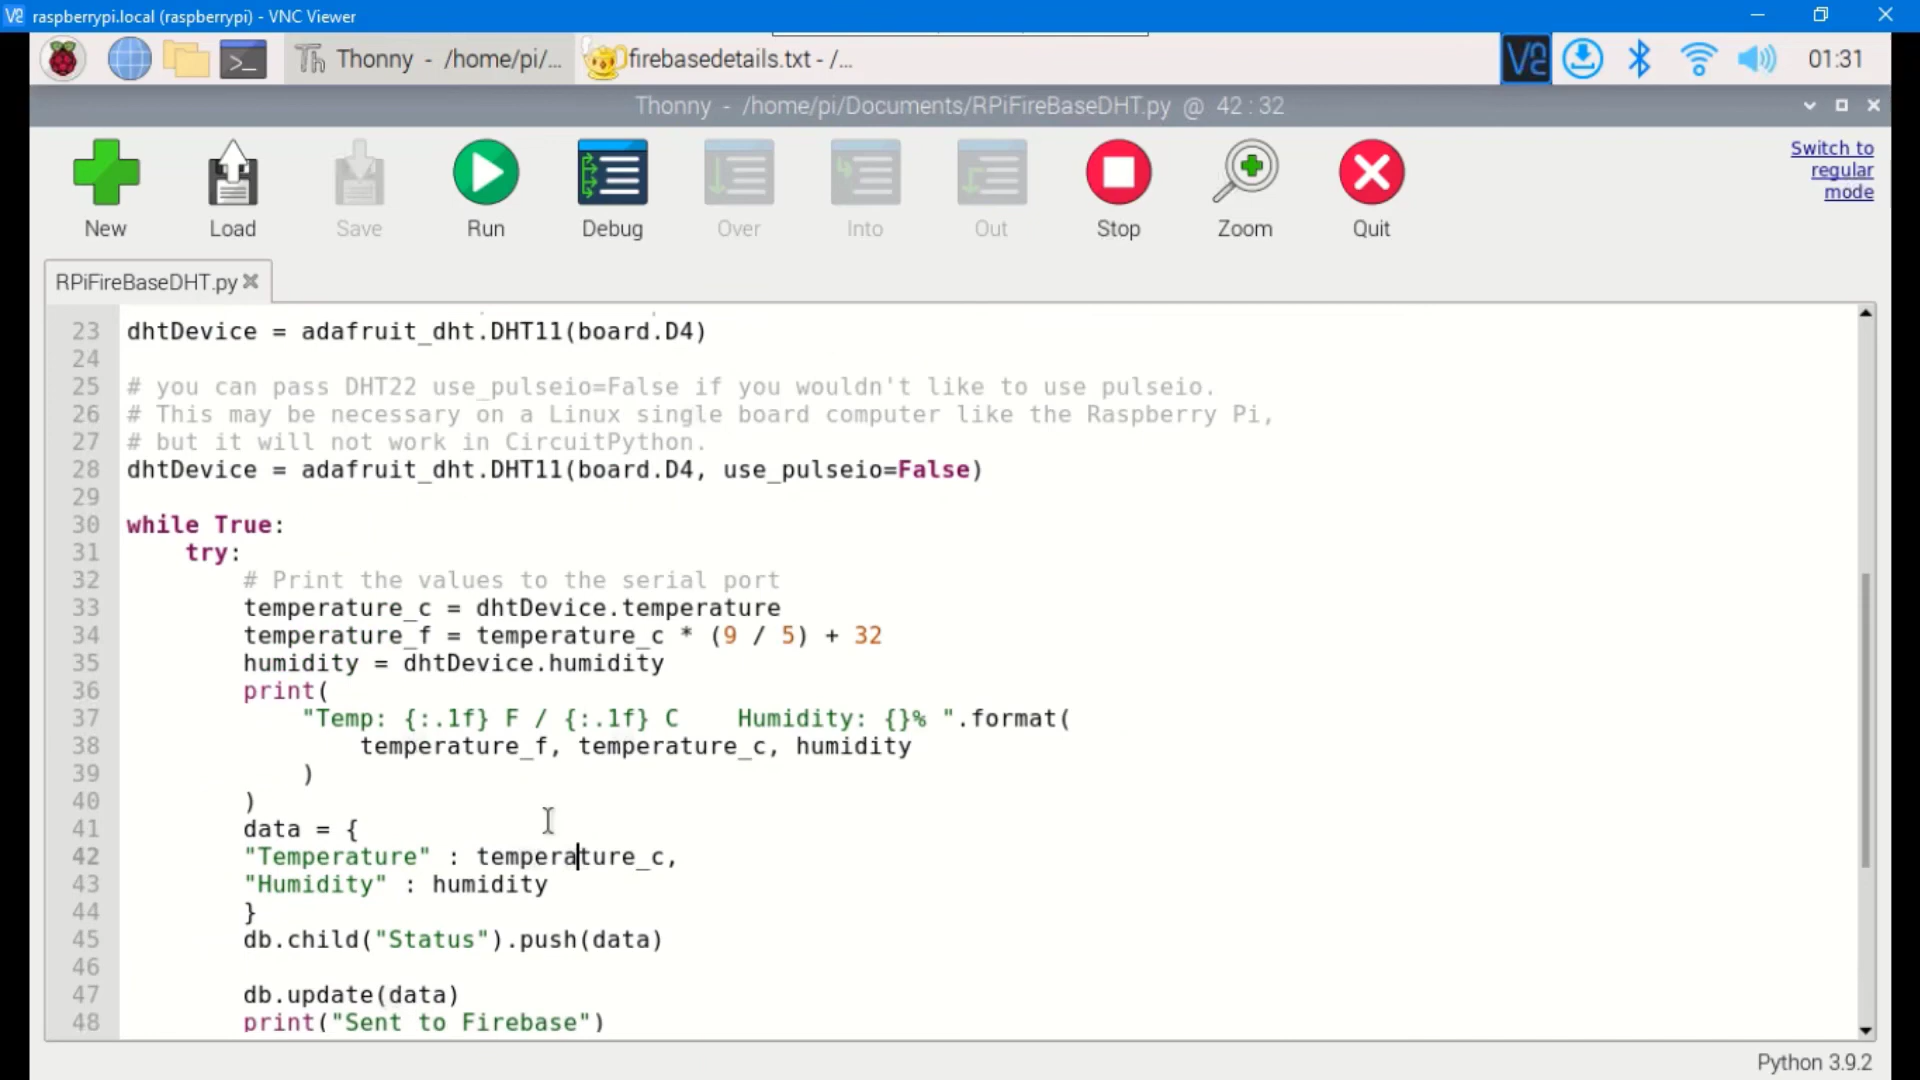 raspberrypi.local (raspberrypi) - VNC Viewer
Thonny - /home/pi/...
firebasedetails.txt - /...
01:31
Thonny - /home/pi/Documents/RPiFireBaseDHT.py @ 42 : 32
New
Load
Save
Run
Debug
Over
Into
Out
Stop
Zoom
Quit
Switch to
regular
mode
RPiFireBaseDHT.py
23 dhtDevice = adafruit_dht.DHT11(board.D4)
24
25 # you can pass DHT22 use_pulseio=False if you wouldn't like to use pulseio.
26 # This may be necessary on a Linux single board computer like the Raspberry Pi,
27 # but it will not work in CircuitPython.
28 dhtDevice = adafruit_dht.DHT11(board.D4, use_pulseio=False)
29
30 while True:
31     try:
32         # Print the values to the serial port
33         temperature_c = dhtDevice.temperature
34         temperature_f = temperature_c * (9 / 5) + 32
35         humidity = dhtDevice.humidity
36         print(
37             "Temp: {:.1f} F / {:.1f} C    Humidity: {}% ".format(
38                 temperature_f, temperature_c, humidity
39             )
40         )
41         data = {
42         "Temperature" : temperature_c,
43         "Humidity" : humidity
44         }
45         db.child("Status").push(data)
46
47         db.update(data)
48         print("Sent to Firebase")
Python 3.9.2